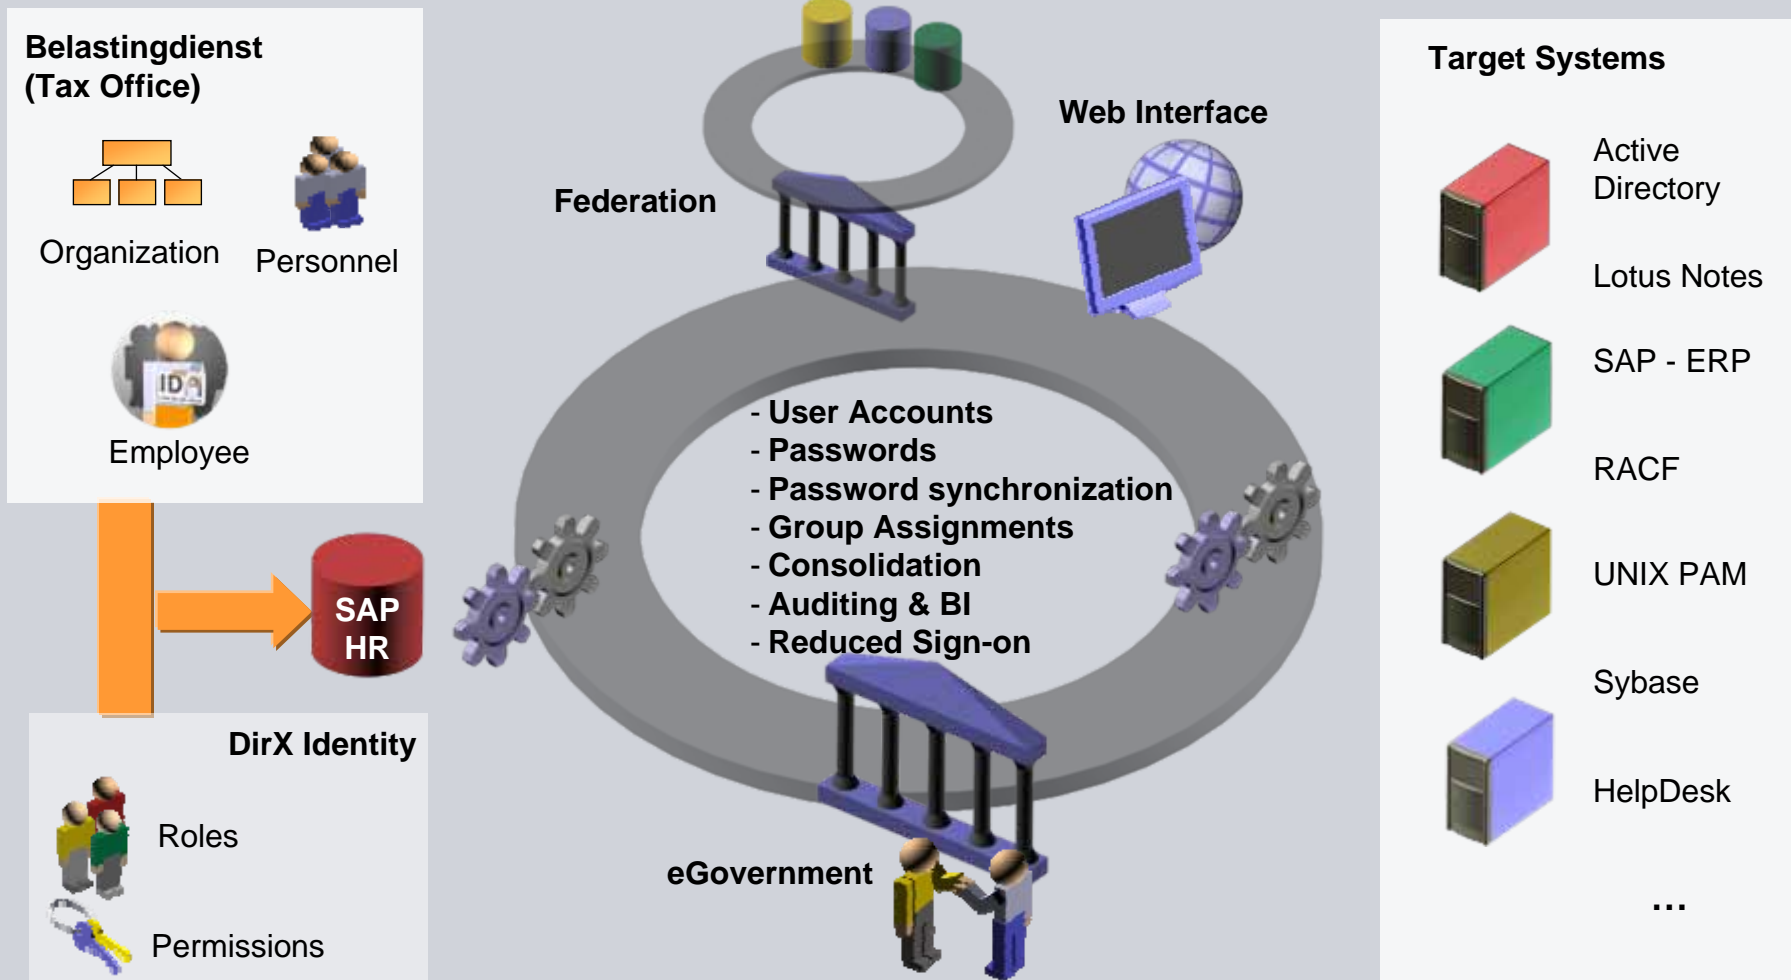 Belastingdienst
(Tax Office)
Organization
Personnel
IDA
Employee
SAP
HR
DirX Identity
Roles
Permissions
Federation
Web Interface
- User Accounts
- Passwords
- Password synchronization
- Group Assignments
- Consolidation
- Auditing & BI
- Reduced Sign-on
eGovernment
Target Systems
Active
Directory
Lotus Notes
SAP - ERP
RACF
UNIX PAM
Sybase
HelpDesk
...